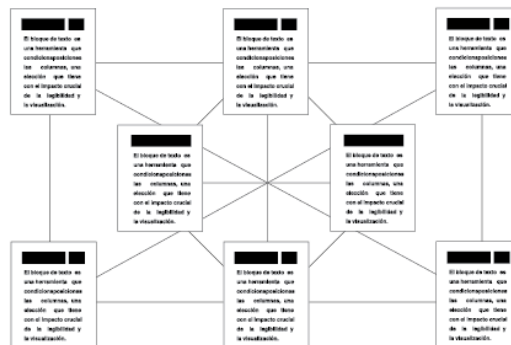 El bloque de texto es
una herramienta que
condicionaposiciones
las columnas, una
elección que tiene
con el impacto crucial
de la legibilidad y
la visualización.
El bloque de texto es
una herramienta que
condicionaposiciones
las columnas, una
elección que tiene
con el impacto crucial
de la legibilidad y
la visualización.
El bloque de texto es
una herramienta que
condicionaposiciones
las columnas, una
elección que tiene
con el impacto crucial
de la legibilidad y
la visualización.
El bloque de texto es
una herramienta que
condicionaposiciones
las columnas, una
elección que tiene
con el impacto crucial
de la legibilidad y
la visualización.
El bloque de texto es
una herramienta que
condicionaposiciones
las columnas, una
elección que tiene
con el impacto crucial
de la legibilidad y
la visualización.
El bloque de texto es
una herramienta que
condicionaposiciones
las columnas, una
elección que tiene
con el impacto crucial
de la legibilidad y
la visualización.
El bloque de texto es
una herramienta que
condicionaposiciones
las columnas, una
elección que tiene
con el impacto crucial
de la legibilidad y
la visualización.
El bloque de texto es
una herramienta que
condicionaposiciones
las columnas, una
elección que tiene
con el impacto crucial
de la legibilidad y
la visualización.